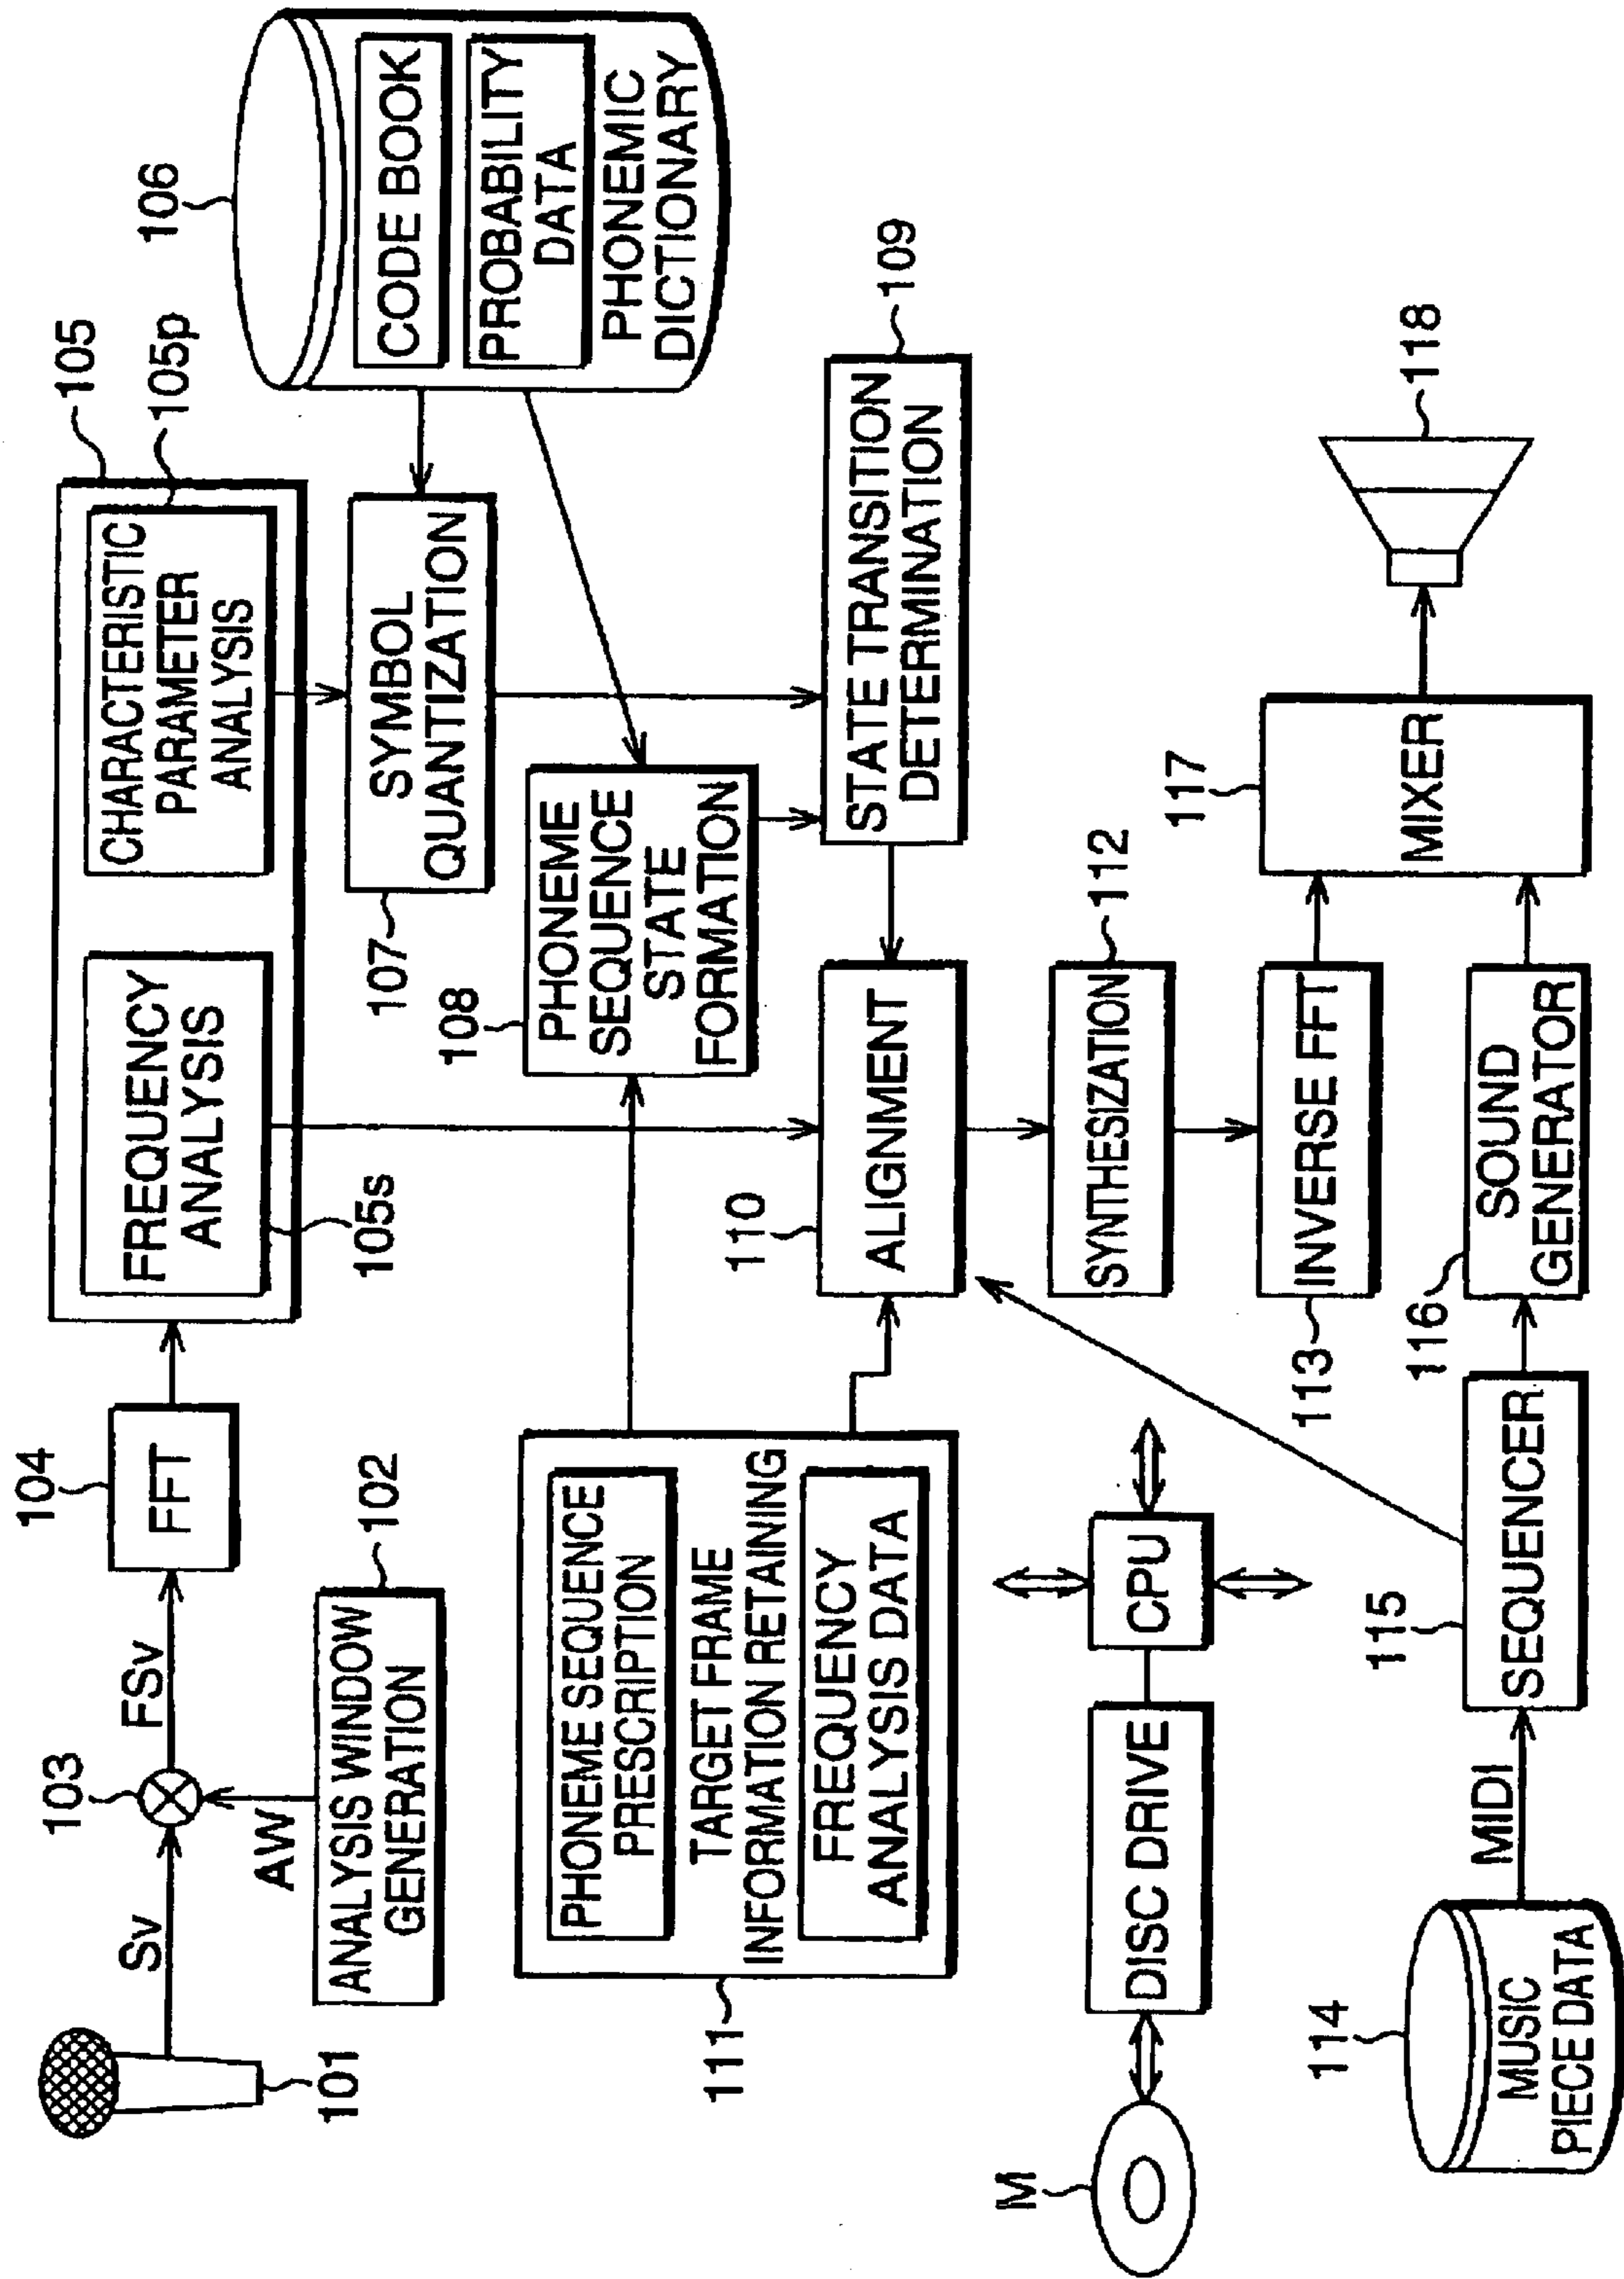 101
Sv
103
FSv
104
FFT
AW
102
ANALYSIS WINDOW
GENERATION
105
FREQUENCY
ANALYSIS
105s
CHARACTERISTIC
PARAMETER
ANALYSIS
105p
106
CODE BOOK
PROBABILITY
DATA
PHONEMIC
DICTIONARY
107
SYMBOL
QUANTIZATION
108
PHONEME
SEQUENCE
STATE
FORMATION
109
STATE TRANSITION
DETERMINATION
111
PHONEME SEQUENCE
PRESCRIPTION
TARGET FRAME
INFORMATION RETAINING
FREQUENCY
ANALYSIS DATA
110
ALIGNMENT
112
SYNTHESIZATION
113
INVERSE FFT
M
DISC DRIVE
CPU
114
MUSIC
PIECE DATA
MIDI
115
SEQUENCER
116
SOUND
GENERATOR
117
MIXER
118